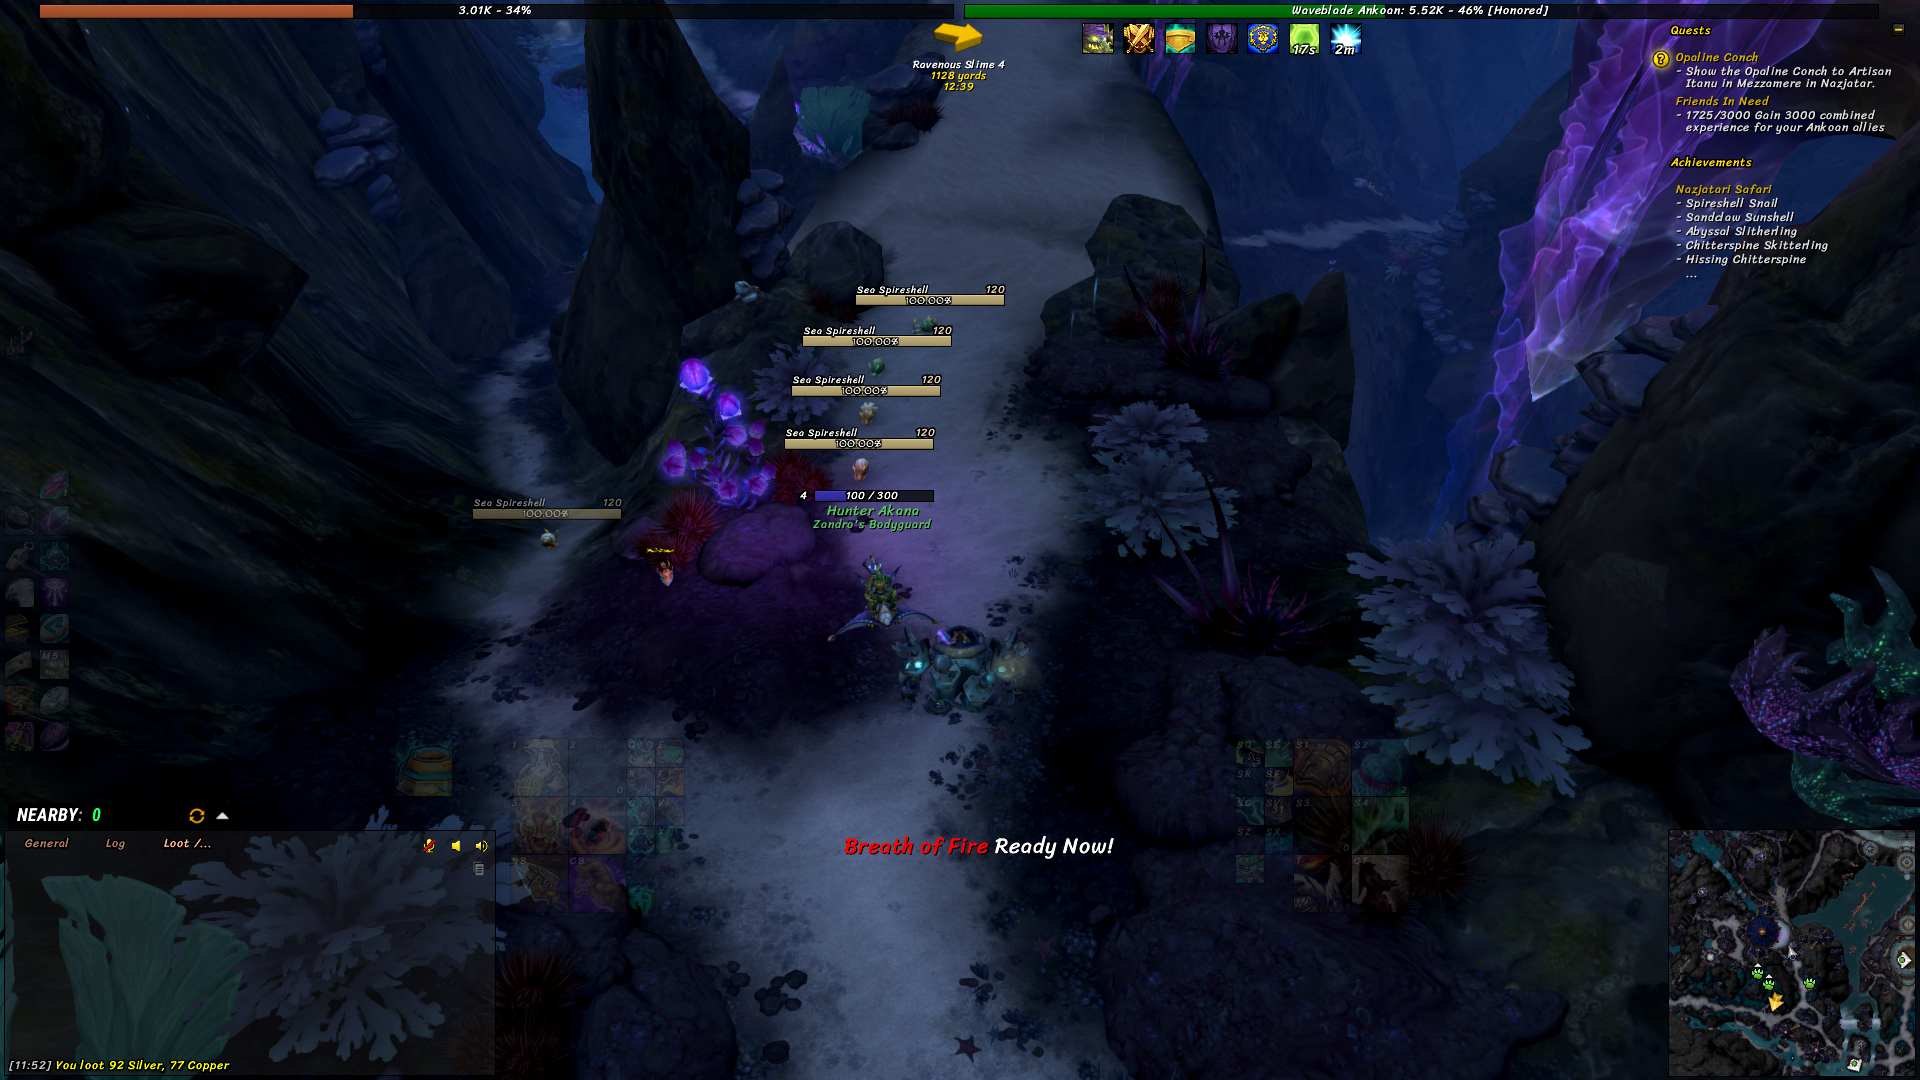 3.01K - 34%
Waveblade Ankoan: 5.52K - 46% [Honored]
Ravenous Slime 4
1128 yards
12:39
17s
2m
Quests
Opaline Conch
- Show the Opaline Conch to Artisan
Itanu in Mezzamere in Nazjatar.
Friends In Need
- 1725/3000 Gain 3000 combined
experience for your Ankoan allies
Achievements
Nazjatari Safari
- Spireshell Snail
- Sandclaw Sunshell
- Abyssal Slitherling
- Chitterspine Skitterling
- Hissing Chitterspine
...
Sea Spireshell 120
100.00%
Sea Spireshell 120
100.00%
Sea Spireshell 120
100.00%
Sea Spireshell 120
100.00%
Sea Spireshell 120
100.00%
4 100 / 300
Hunter Akana
Zandro's Bodyguard
NEARBY: 0
General Log Loot /...
Breath of Fire Ready Now!
[11:52] You loot 92 Silver, 77 Copper